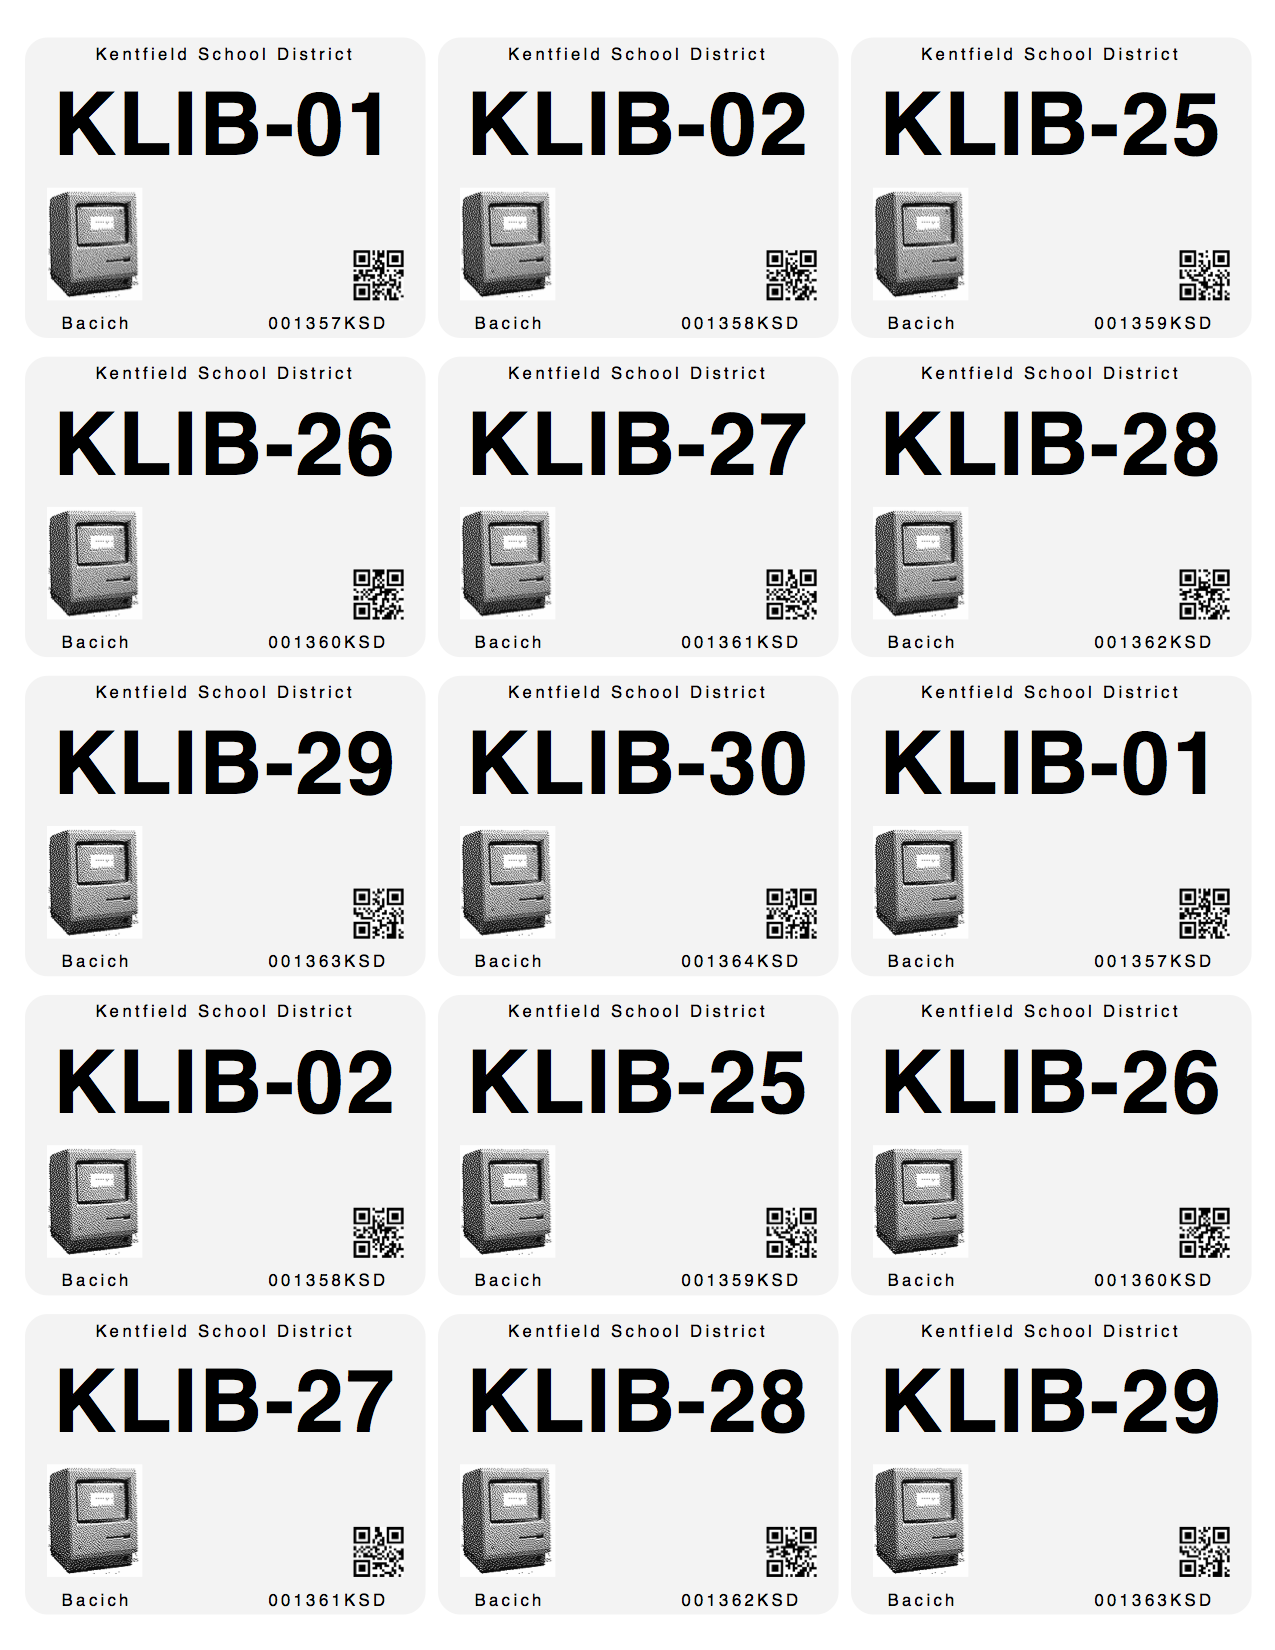 Kentfield School District
KLIB-01
Bacich 001357KSD
Kentfield School District
KLIB-02
Bacich 001358KSD
Kentfield School District
KLIB-25
Bacich 001359KSD
Kentfield School District
KLIB-26
Bacich 001360KSD
Kentfield School District
KLIB-27
Bacich 001361KSD
Kentfield School District
KLIB-28
Bacich 001362KSD
Kentfield School District
KLIB-29
Bacich 001363KSD
Kentfield School District
KLIB-30
Bacich 001364KSD
Kentfield School District
KLIB-01
Bacich 001357KSD
Kentfield School District
KLIB-02
Bacich 001358KSD
Kentfield School District
KLIB-25
Bacich 001359KSD
Kentfield School District
KLIB-26
Bacich 001360KSD
Kentfield School District
KLIB-27
Bacich 001361KSD
Kentfield School District
KLIB-28
Bacich 001362KSD
Kentfield School District
KLIB-29
Bacich 001363KSD